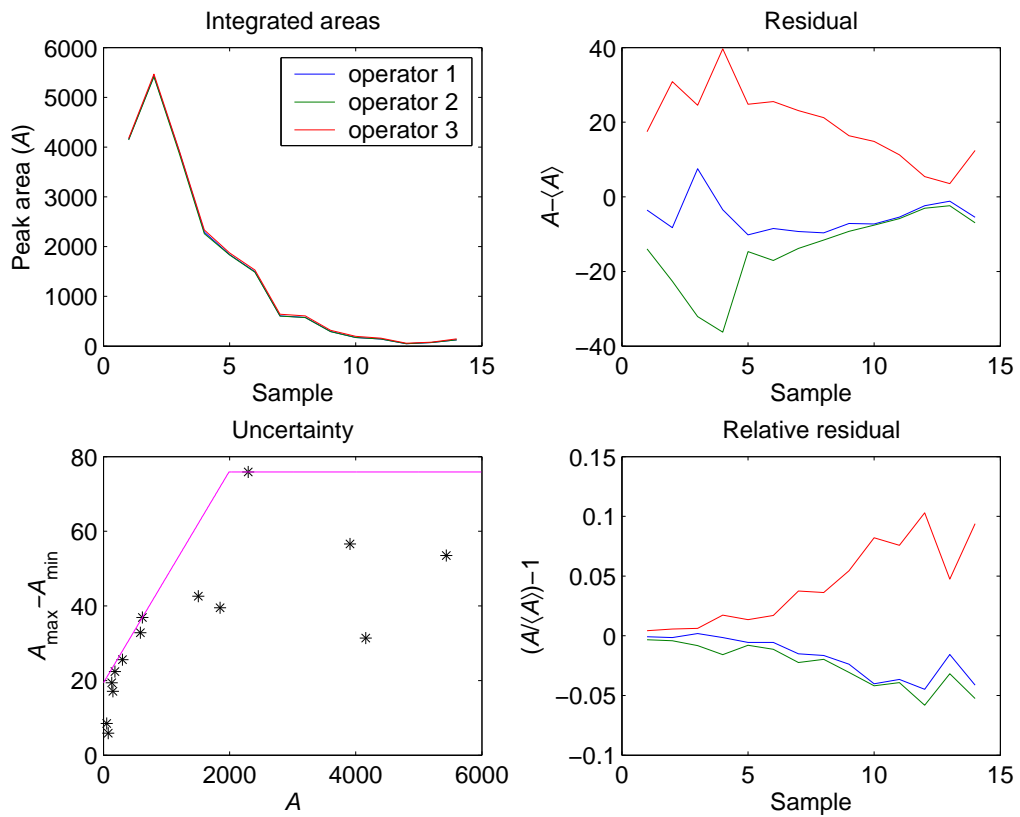 Integrated areas
6000
5000
4000
3000
2000
1000
0
0
5
10
15
Peak area (A)
Sample
operator 1
operator 2
operator 3
Residual
40
20
0
−20
−40
0
5
10
15
A−⟨A⟩
Sample
Uncertainty
80
60
40
20
0
0
2000
4000
6000
A_max−A_min
A
Relative residual
0.15
0.1
0.05
0
−0.05
−0.1
0
5
10
15
(A/⟨A⟩)−1
Sample